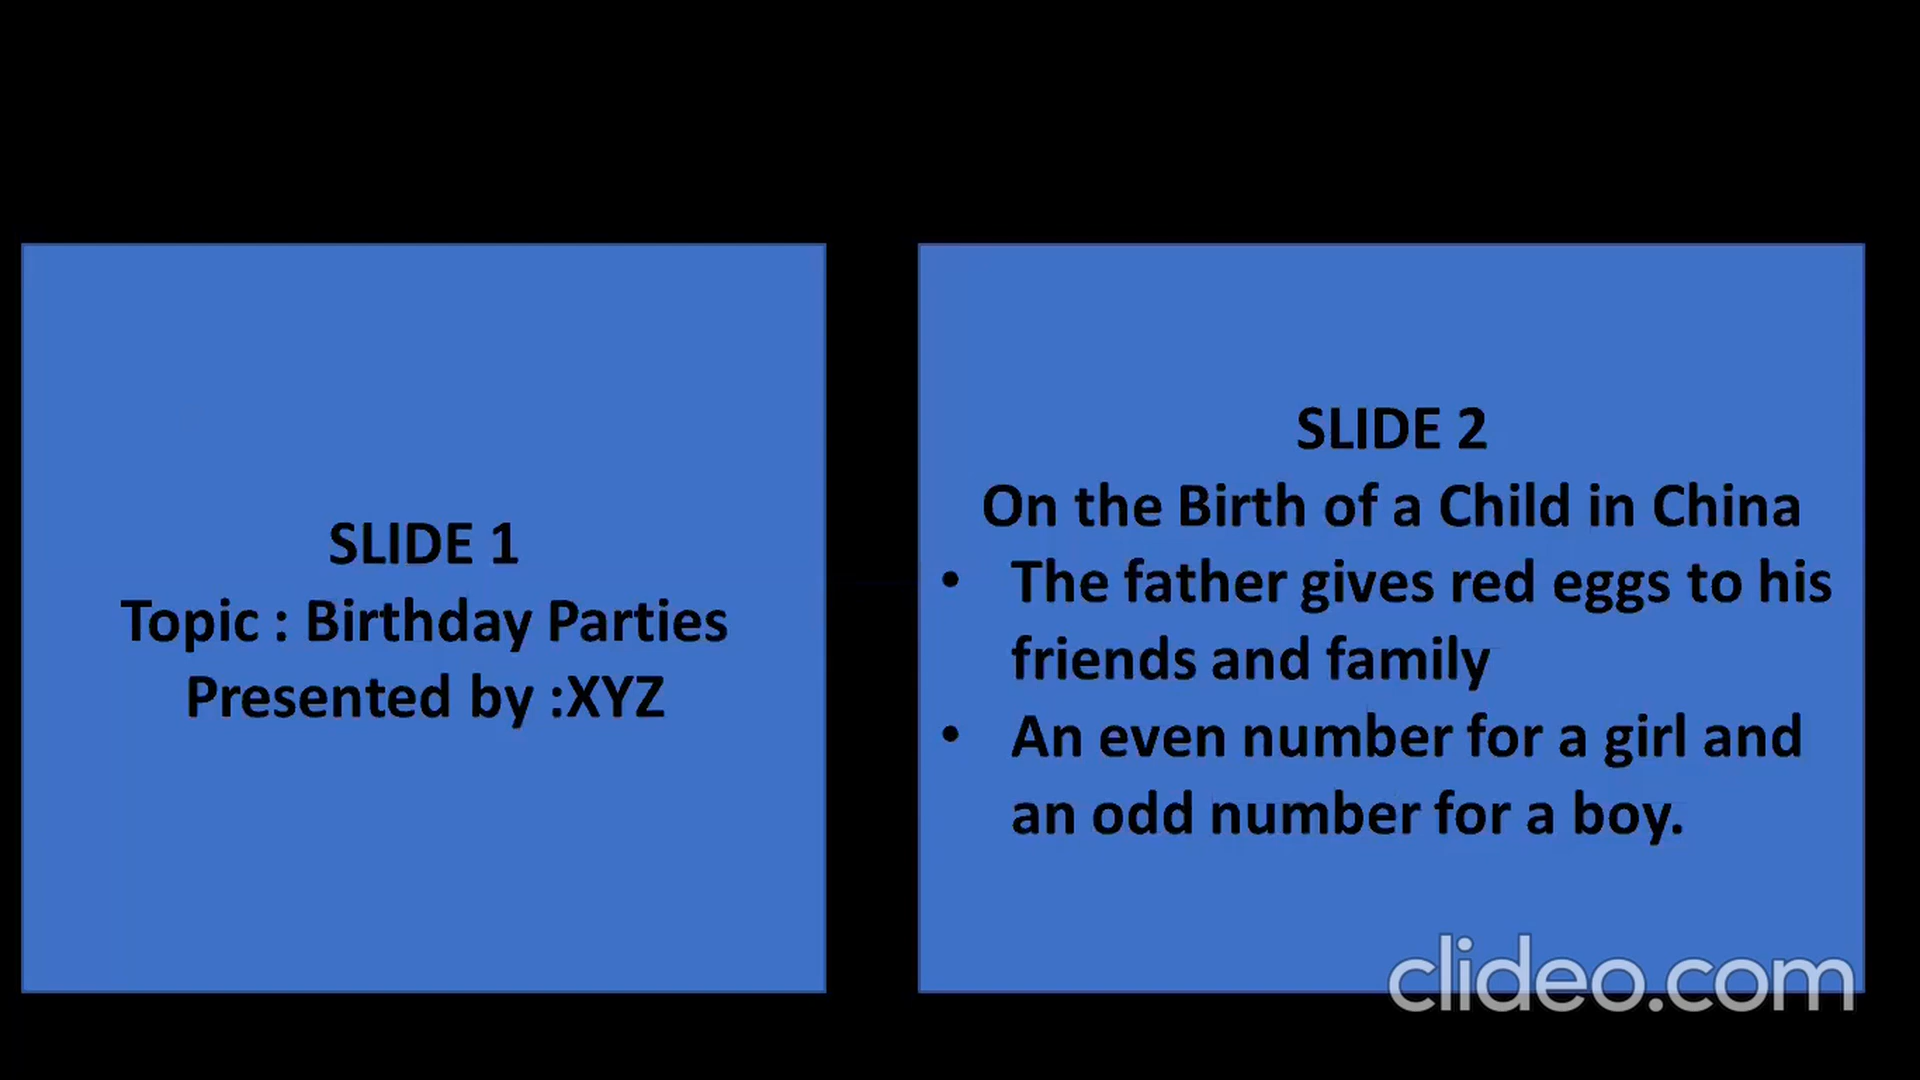 SLIDE 1
Topic : Birthday Parties
Presented by :XYZ
SLIDE 2
On the Birth of a Child in China
• The father gives red eggs to his
friends and family
• An even number for a girl and
an odd number for a boy.
clideo.com